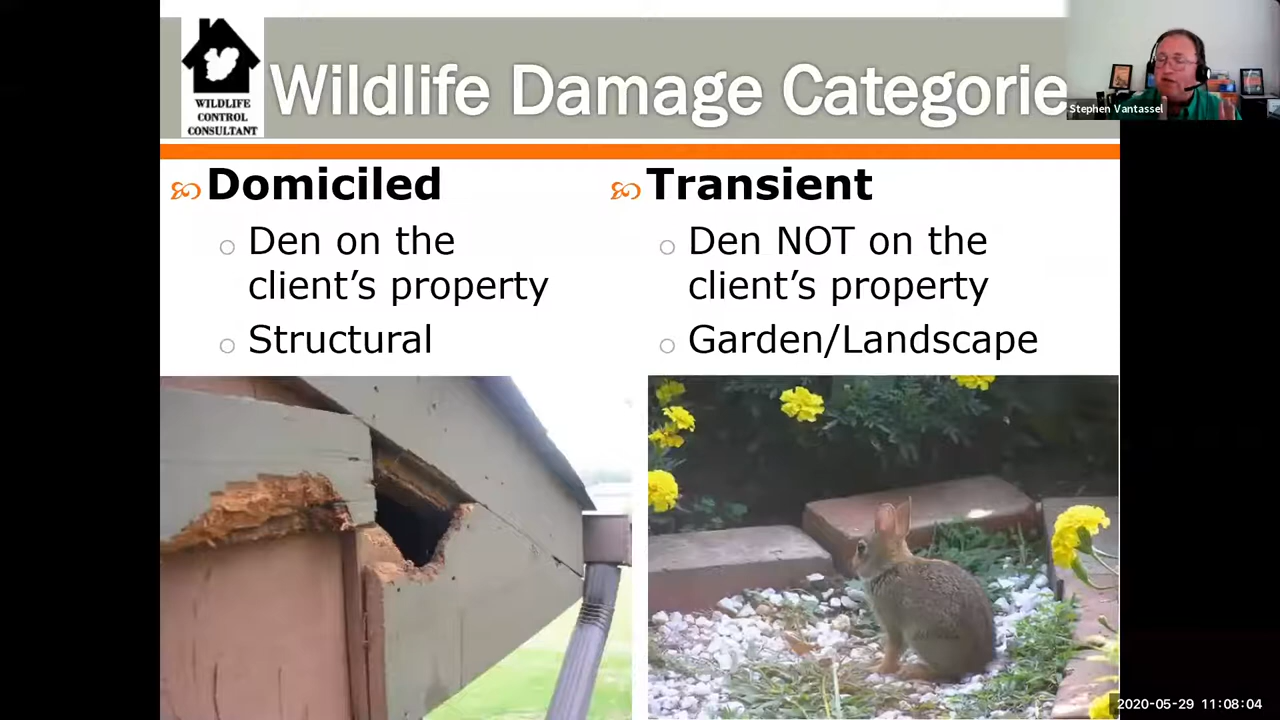 WILDLIFE
CONTROL
CONSULTANT
Wildlife Damage Categorie
Stephen Vantassel
Domiciled
Den on the
client’s property
Structural
Transient
Den NOT on the
client’s property
Garden/Landscape
2020-05-29 11:08:04